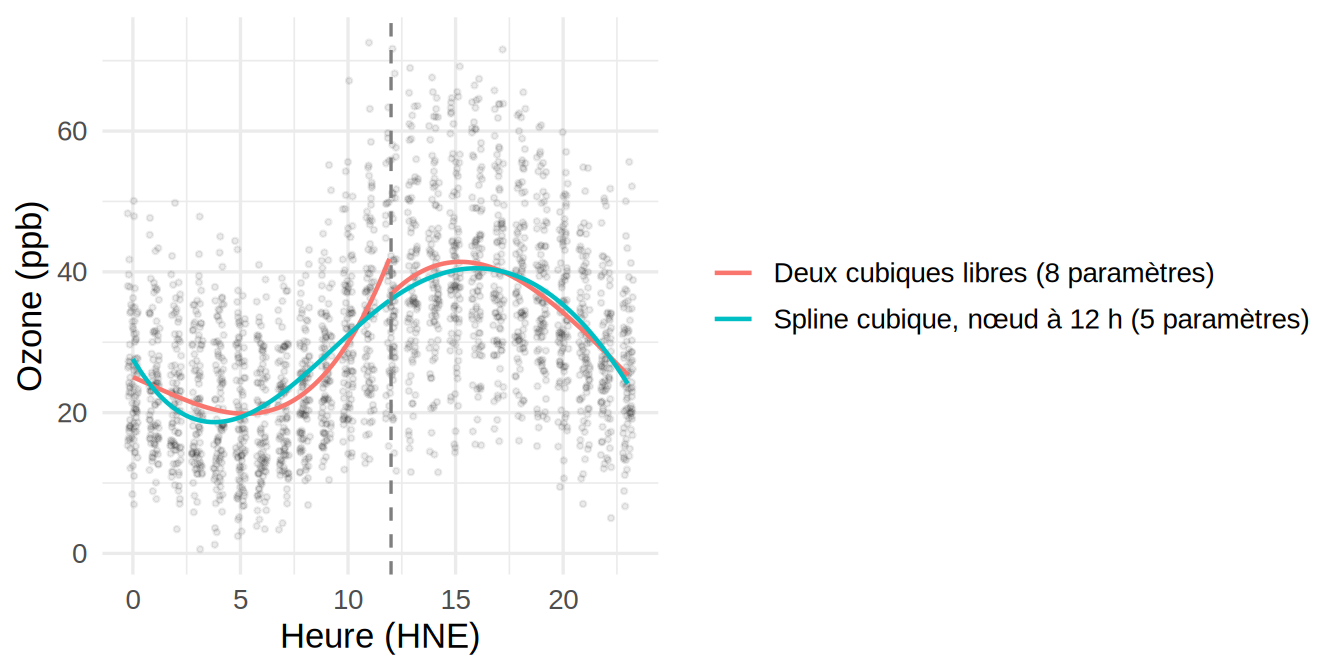 60
40
20
0
Ozone (ppb)
0 5 10 15 20
Heure (HNE)
Deux cubiques libres (8 paramètres)
Spline cubique, nœud à 12 h (5 paramètres)